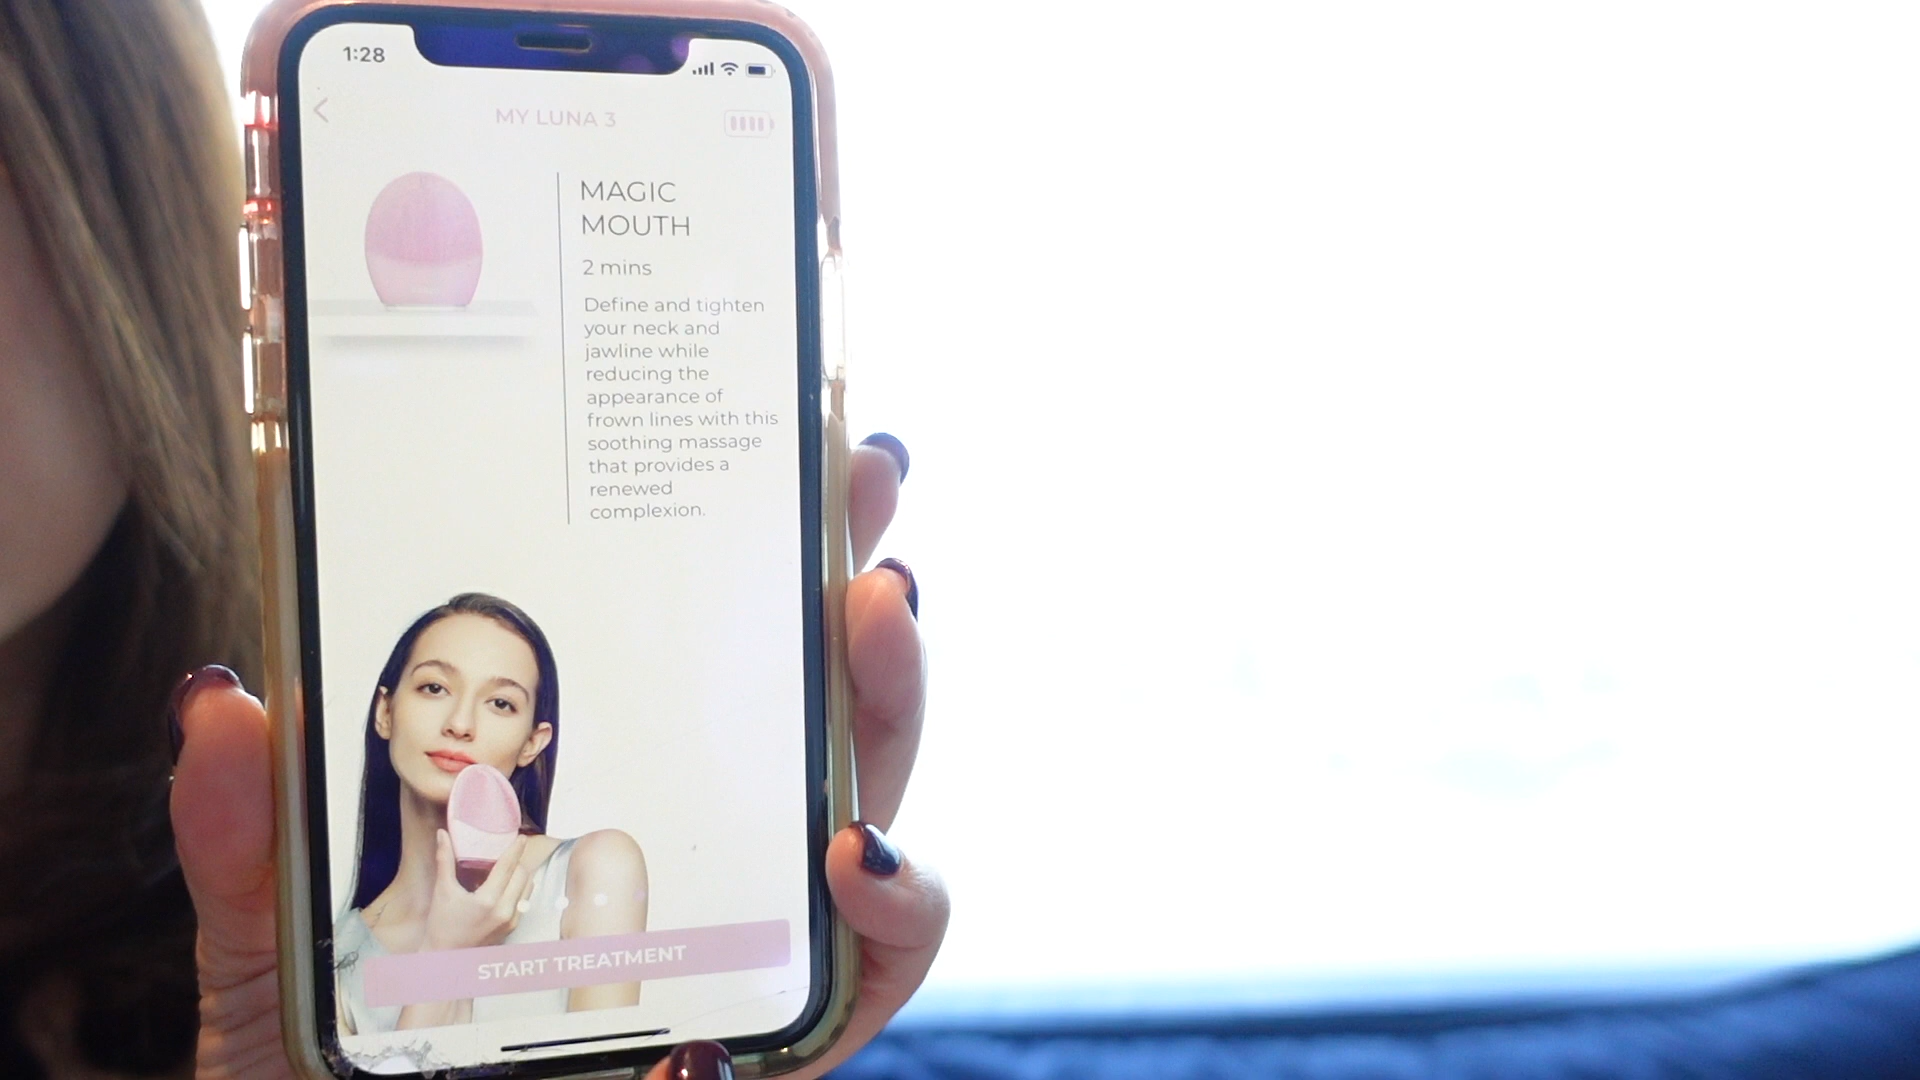 1:28
MY LUNA 3
MAGIC
MOUTH
2 mins
Define and tighten
your neck and
jawline while
reducing the
appearance of
frown lines with this
soothing massage
that provides a
renewed
complexion.
START TREATMENT